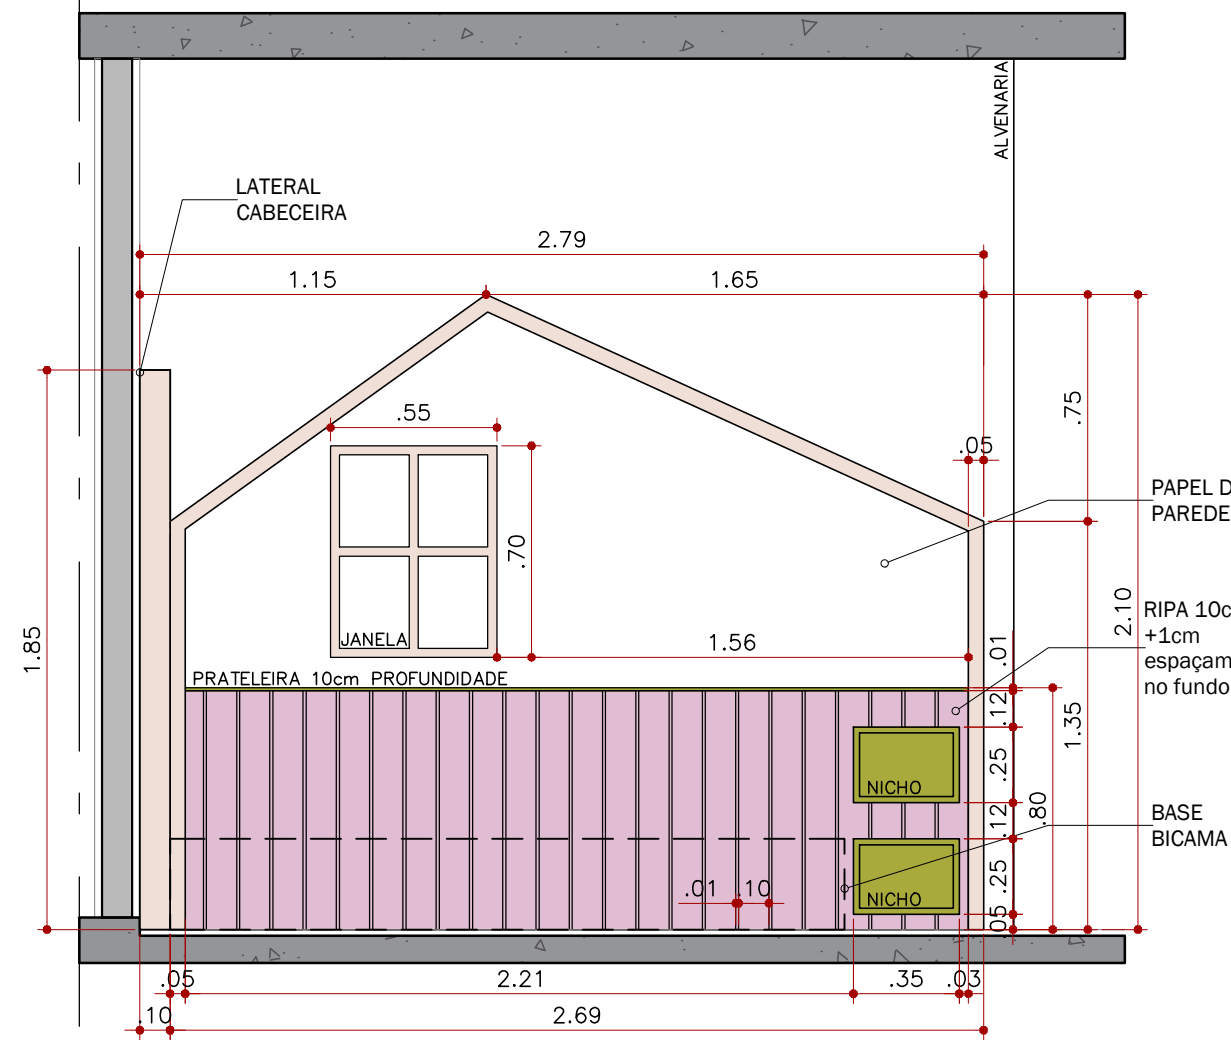 ALVENARIA
LATERAL
CABECEIRA
2.79
1.15
1.65
.75
.55
.05
PAPEL D
PAREDE
.70
2.10
RIPA 10c
+1cm
espaçam
no fundo
1.85
JANELA
1.56
.01
PRATELEIRA 10cm PROFUNDIDADE
.12
1.35
.25
NICHO
.80
.12
BASE
BICAMA
.25
.01
.10
NICHO
.05
.05
2.21
.35
.03
.10
2.69